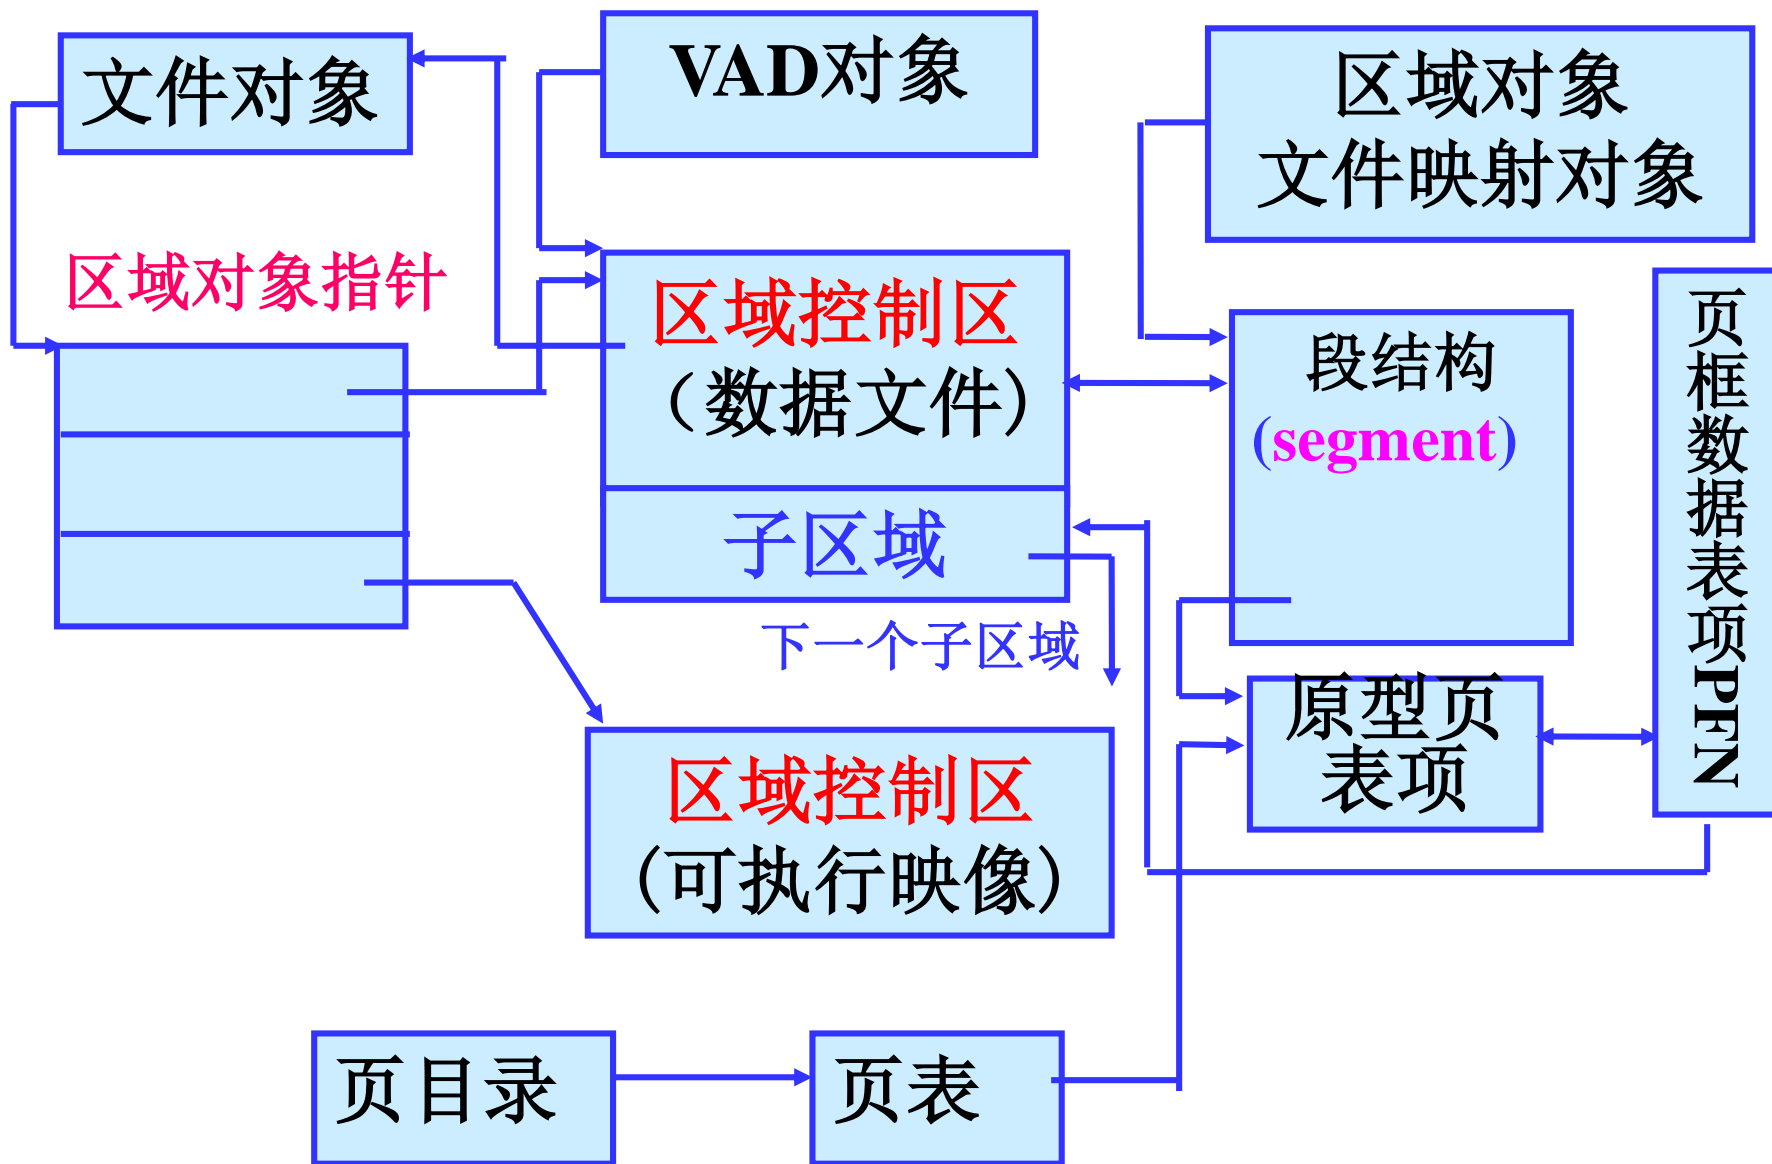 文件对象
VAD对象
区域对象
文件映射对象
区域对象指针
区域控制区
（数据文件）
段结构
(segment)
页框数据表项PFN
子区域
下一个子区域
原型页
表项
区域控制区
(可执行映像)
页目录
页表